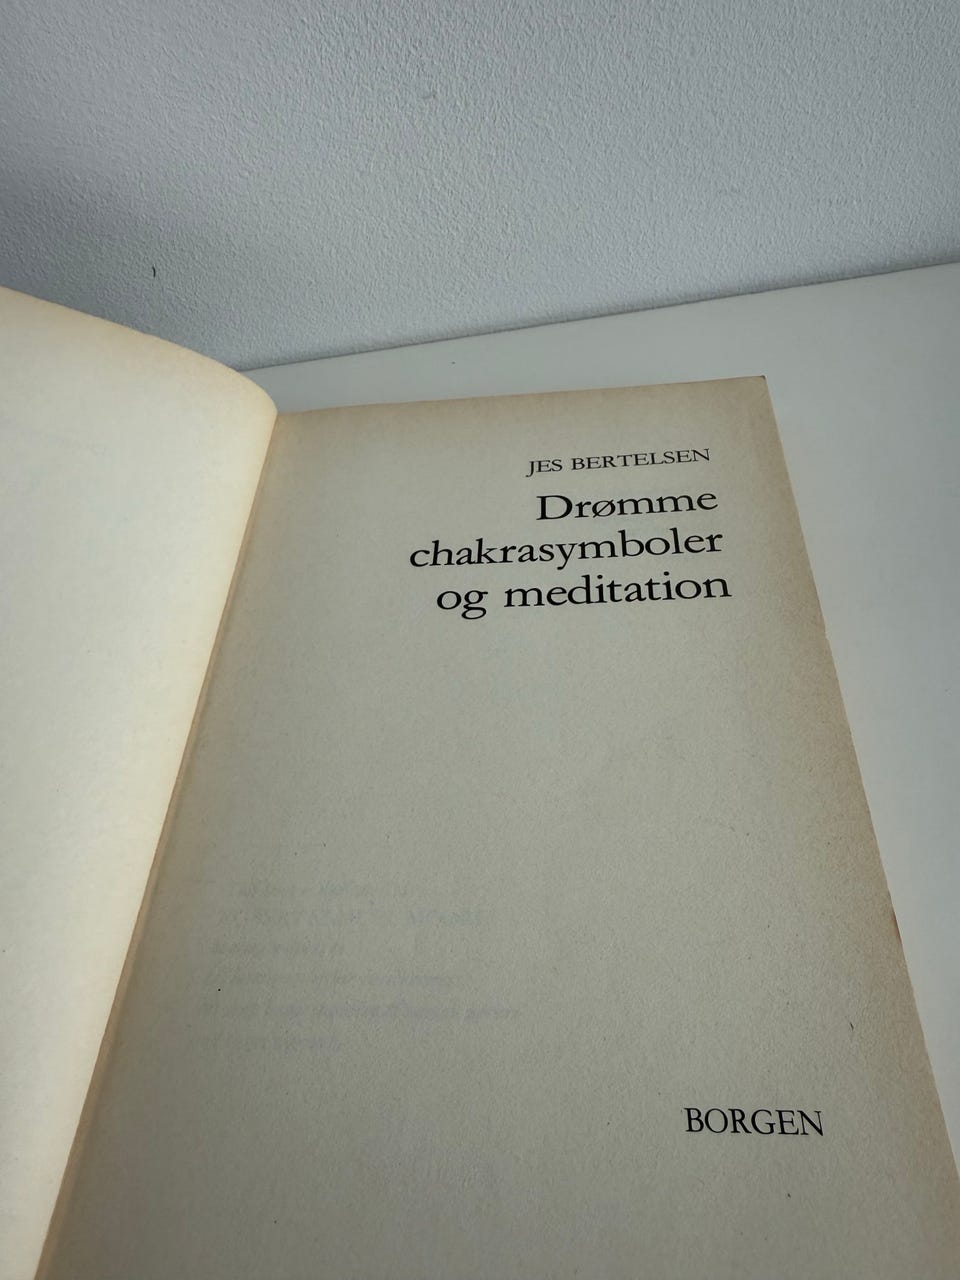 JES BERTELSEN
Drømme
chakrasymboler
og meditation
BORGEN